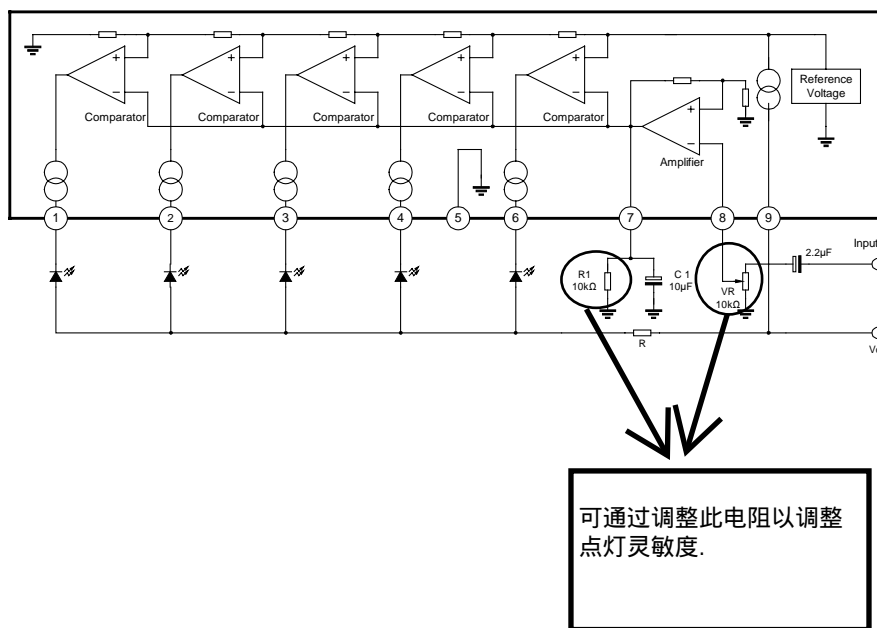 Reference
Voltage
Comparator
Comparator
Comparator
Comparator
Comparator
Amplifier
+
+
+
+
+
+
−
−
−
−
−
−
1
2
3
4
5
6
7
8
9
R1
10kΩ
C 1
10μF
VR
10kΩ
2.2μF
Input
R
可通过调整此电阻以调整
点灯灵敏度.